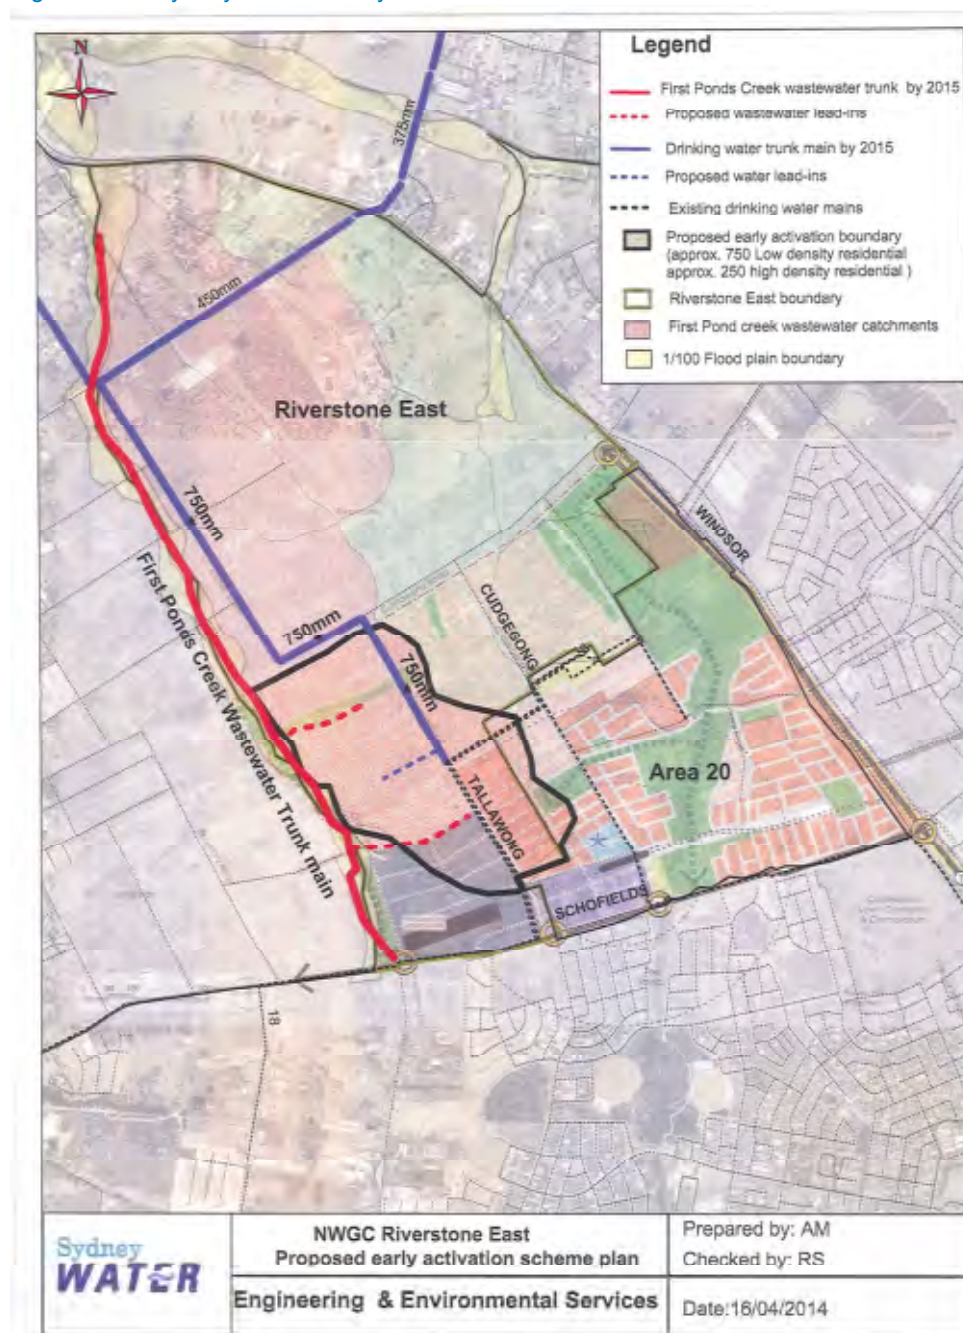 N
Legend
First Ponds Creek wastewater trunk by 2015
Proposed wastewater lead-ins
Drinking water trunk main by 2015
Proposed water lead-ins
Existing drinking water mains
Proposed early activation boundary
(approx. 750 Low density residential
approx. 250 high density residential )
Riverstone East boundary
First Pond creek wastewater catchments
1/100 Flood plain boundary
375mm
450mm
Riverstone East
750mm
WINDSOR
First Ponds Creek Wastewater Trunk main
CUDGEGONG
750mm
750mm
Area 20
TALLAWONG
SCHOFIELDS
18
Sydney
WATER
NWGC Riverstone East
Proposed early activation scheme plan
Engineering & Environmental Services
Prepared by: AM
Checked by: RS
Date:16/04/2014